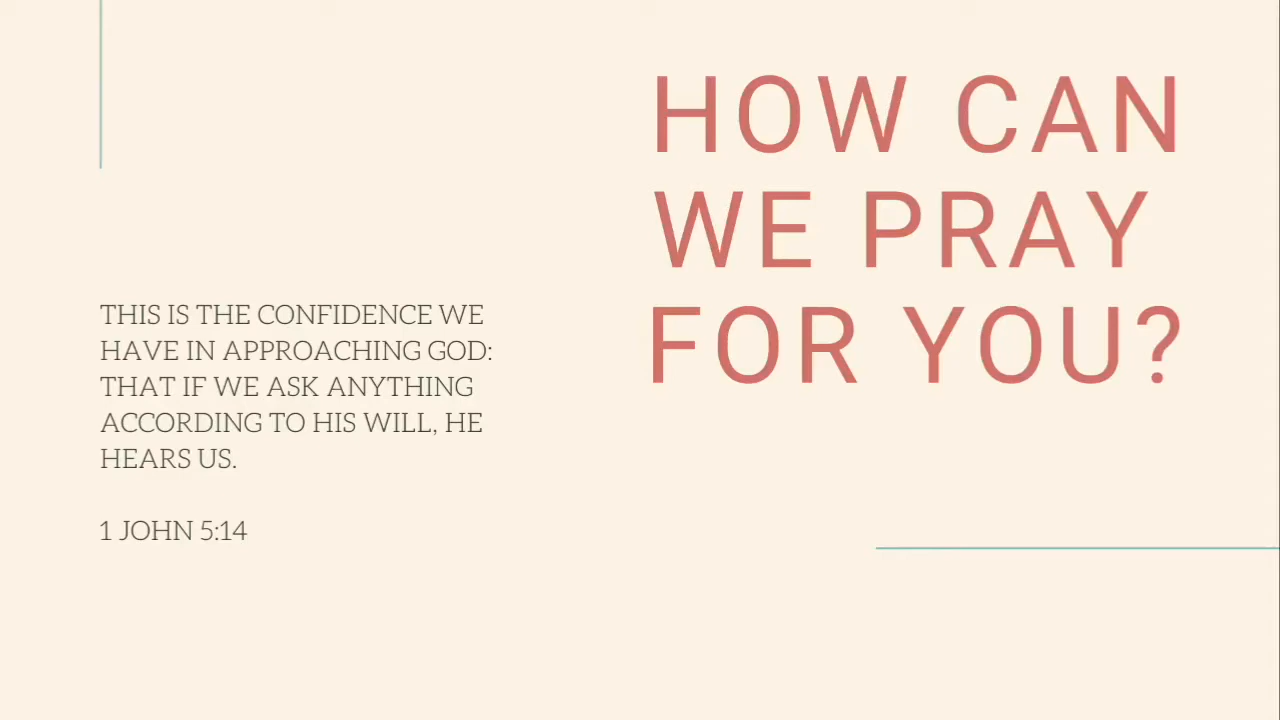 HOW CAN
WE PRAY
FOR YOU?
THIS IS THE CONFIDENCE WE
HAVE IN APPROACHING GOD:
THAT IF WE ASK ANYTHING
ACCORDING TO HIS WILL, HE
HEARS US.
1 JOHN 5:14